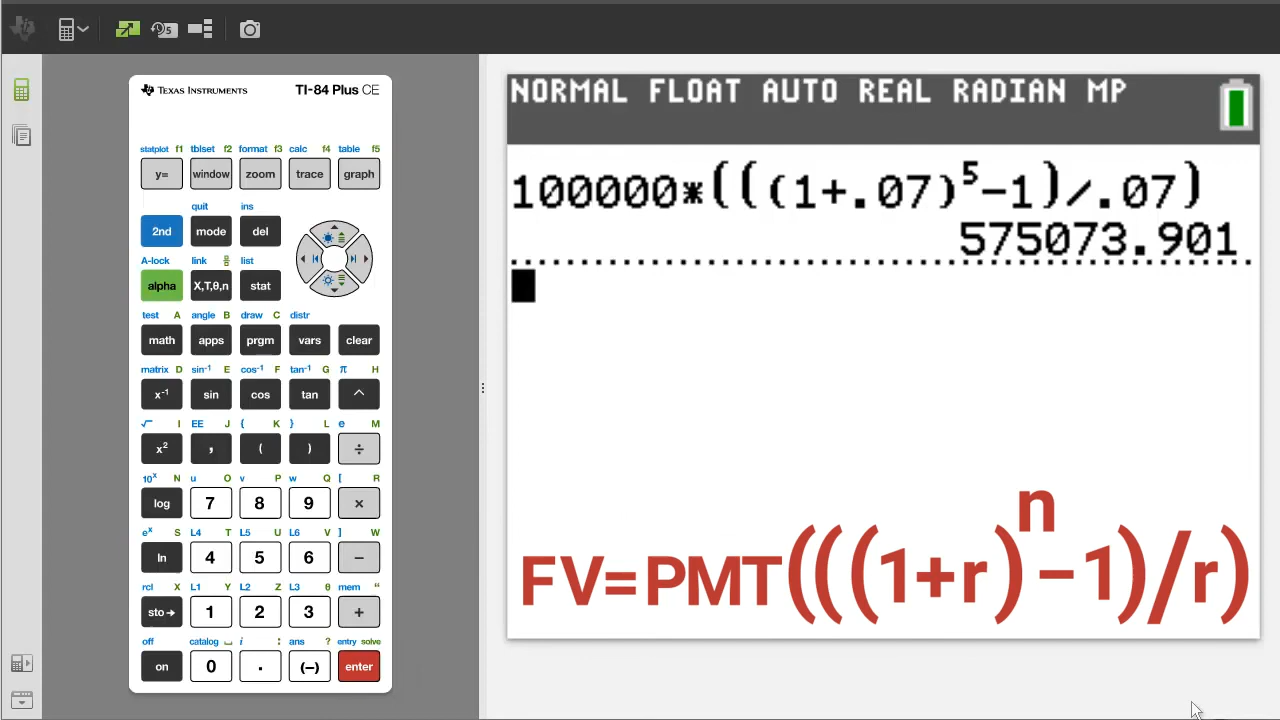 TEXAS INSTRUMENTS TI-84 Plus CE
NORMAL FLOAT AUTO REAL RADIAN MP
100000*(((1+.07)^5-1)/.07)
575073.901
FV=PMT(((1+r)^n-1)/r)
statplot f1 tblset f2 format f3 calc f4 table f5
y= window zoom trace graph
quit ins
2nd mode del
A-lock link list
alpha X,T,θ,n stat
test A angle B draw C distr
math apps prgm vars clear
matrix D sin⁻¹ E cos⁻¹ F tan⁻¹ G π H
x⁻¹ sin cos tan ^
√ I EE J { K } L e M
x² , ( ) ÷
10ˣ N u O v P w Q [ R
log 7 8 9 ×
eˣ S L4 T L5 U L6 V ] W
ln 4 5 6 −
rcl X L1 Y L2 Z L3 θ mem “
sto→ 1 2 3 +
off catalog ⎵ i : ans ? entry solve
on 0 . (−) enter